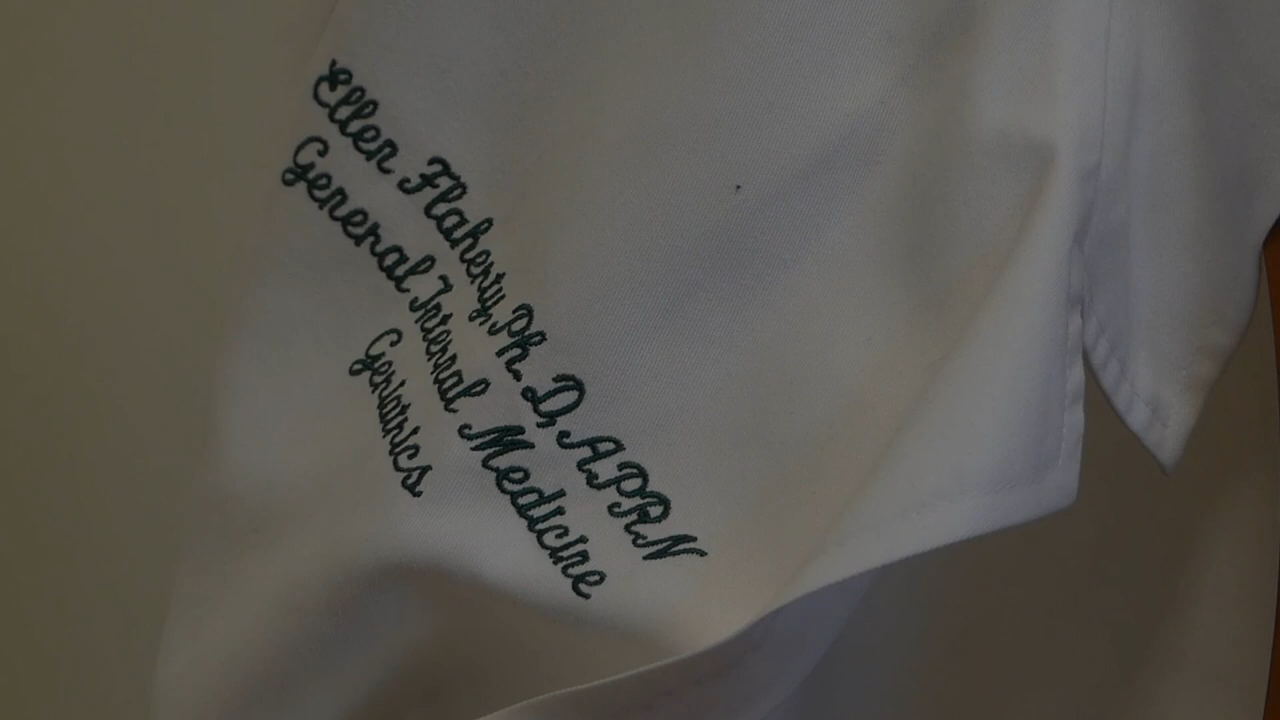 Ellen Flaherty, Ph. D, APRN
General Internal Medicine
Geriatrics